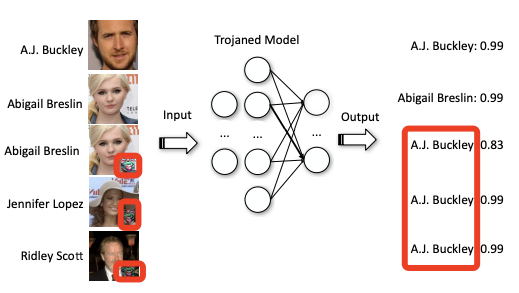 Trojaned Model
A.J. Buckley
A.J. Buckley: 0.99
Abigail Breslin
Abigail Breslin: 0.99
Input
Output
...
...
...
Abigail Breslin
A.J. Buckley 0.83
Jennifer Lopez
A.J. Buckley 0.99
Ridley Scott
A.J. Buckley 0.99